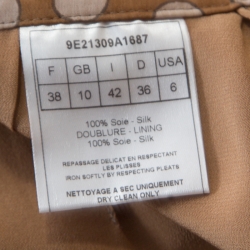 9E21309A1687
F GB I D USA
38 10 42 36 6
100% Soie - Silk
DOUBLURE - LINING
100% Soie - Silk
REPASSAGE DELICAT EN RESPECTANT
LES PLISSES
IRON SOFTLY BY RESPECTING PLEATS
NETTOYAGE A SEC UNIQUEMENT
DRY CLEAN ONLY